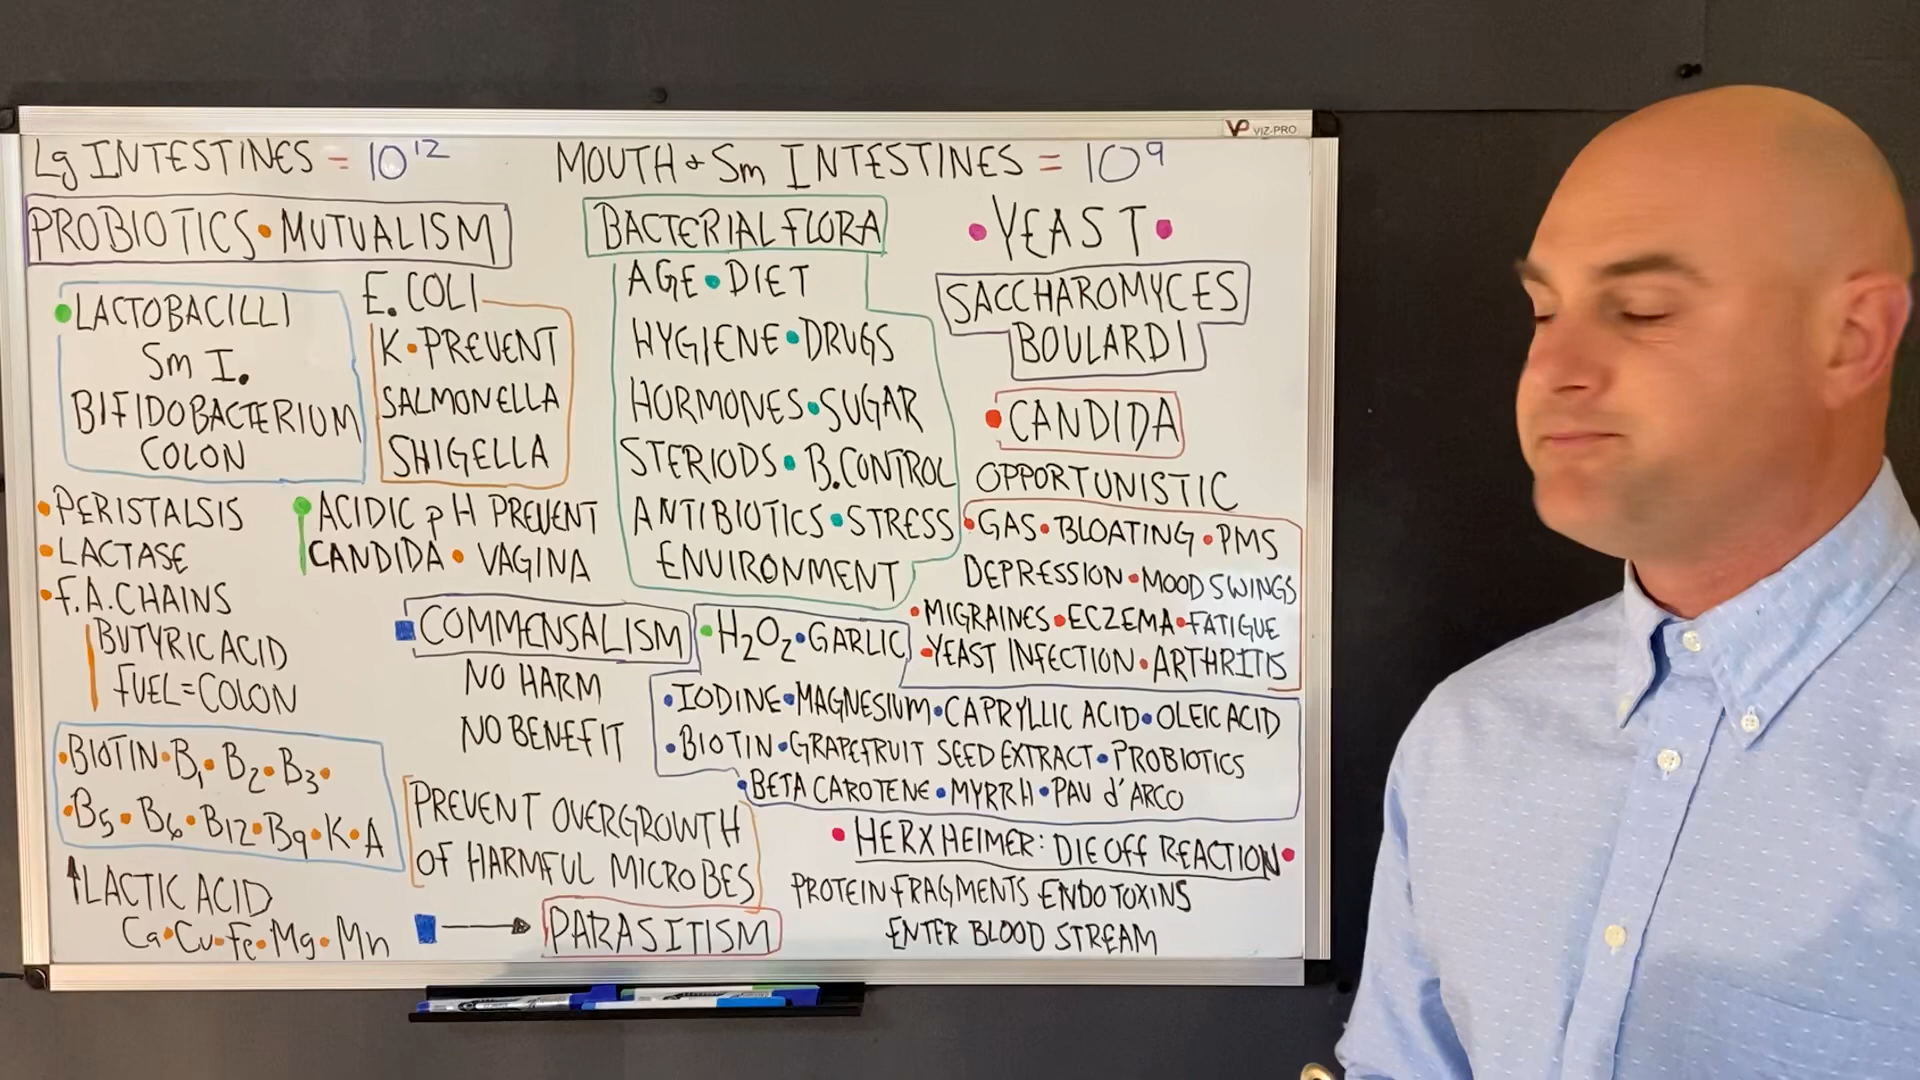 VP VIZ-PRO
Lg INTESTINES = 10¹²
MOUTH + Sm INTESTINES = 10⁹
PROBIOTICS • MUTUALISM
• LACTOBACILLI
Sm I.
BIFIDOBACTERIUM
COLON
E. COLI
K • PREVENT
SALMONELLA
SHIGELLA
• PERISTALSIS
• LACTASE
• F.A. CHAINS
BUTYRIC ACID
FUEL = COLON
• ACIDIC pH PREVENT
CANDIDA • VAGINA
• BIOTIN • B₁ • B₂ • B₃ •
• B₅ • B₆ • B12 • B9 • K • A
↑ LACTIC ACID
Ca • Cu • Fe • Mg • Mn
COMMENSALISM
NO HARM
NO BENEFIT
PREVENT OVERGROWTH
OF HARMFUL MICROBES
→ PARASITISM
BACTERIAL FLORA
AGE • DIET
HYGIENE • DRUGS
HORMONES • SUGAR
STERIODS • B. CONTROL
ANTIBIOTICS • STRESS
ENVIRONMENT
• YEAST •
SACCHAROMYCES
BOULARDI
• CANDIDA
OPPORTUNISTIC
• GAS • BLOATING • PMS
DEPRESSION • MOOD SWINGS
• MIGRAINES • ECZEMA • FATIGUE
• YEAST INFECTION • ARTHRITIS
• H₂O₂ • GARLIC
• IODINE • MAGNESIUM • CAPRYLLIC ACID • OLEIC ACID
• BIOTIN • GRAPEFRUIT SEED EXTRACT • PROBIOTICS
• BETA CAROTENE • MYRRH • PAU d'ARCO
• HERXHEIMER: DIE OFF REACTION •
PROTEIN FRAGMENTS ENDOTOXINS
ENTER BLOOD STREAM